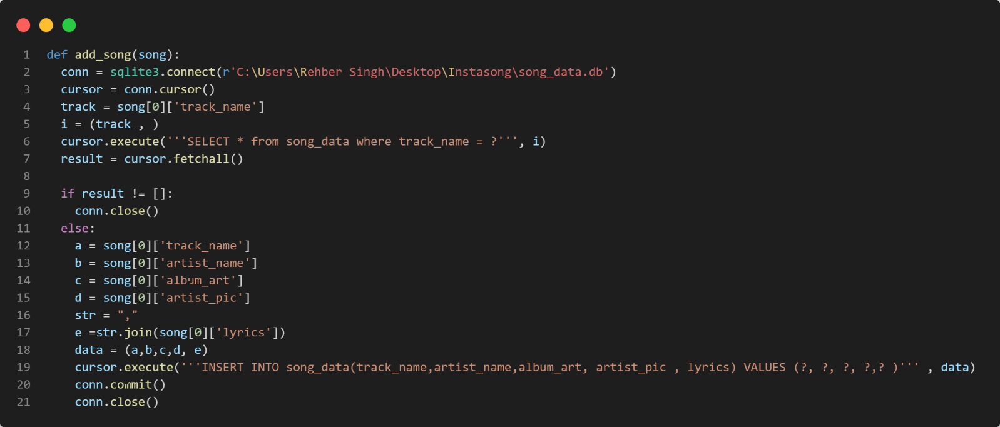 1 def add_song(song):
2   conn = sqlite3.connect(r'C:\Users\Rehber Singh\Desktop\Instasong\song_data.db')
3   cursor = conn.cursor()
4   track = song[0]['track_name']
5   i = (track , )
6   cursor.execute('''SELECT * from song_data where track_name = ?''', i)
7   result = cursor.fetchall()
8
9   if result != []:
10     conn.close()
11   else:
12     a = song[0]['track_name']
13     b = song[0]['artist_name']
14     c = song[0]['album_art']
15     d = song[0]['artist_pic']
16     str = ","
17     e =str.join(song[0]['lyrics'])
18     data = (a,b,c,d, e)
19     cursor.execute('''INSERT INTO song_data(track_name,artist_name,album_art, artist_pic , lyrics) VALUES (?, ?, ?, ?,? )''' , data)
20     conn.commit()
21     conn.close()